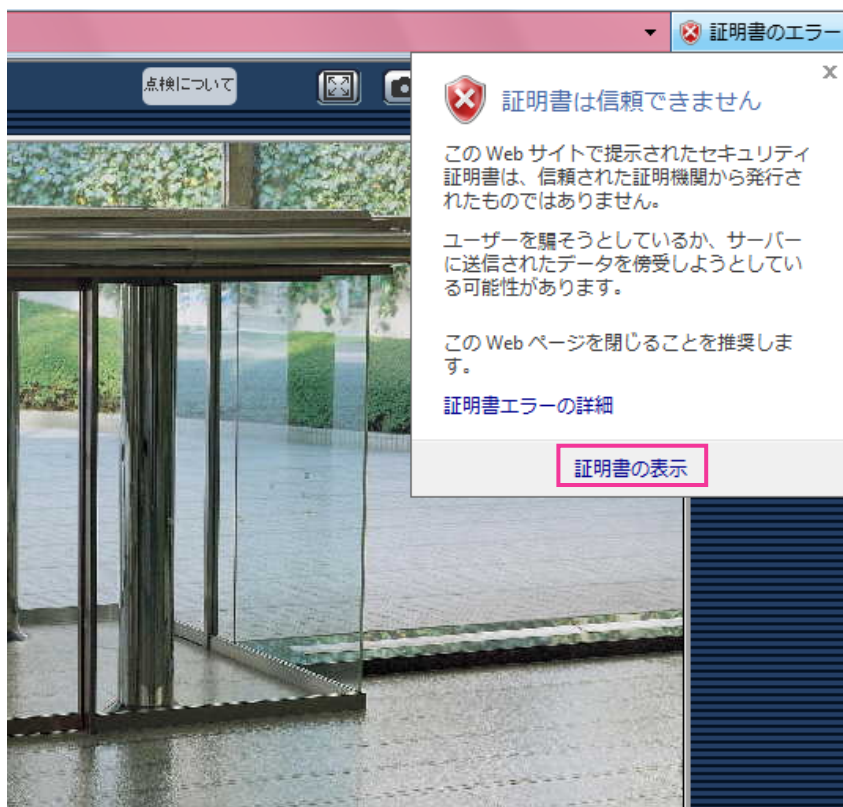 証明書のエラー
点検について
証明書は信頼できません
この Web サイトで提示されたセキュリティ
証明書は、信頼された証明機関から発行さ
れたものではありません。
ユーザーを騙そうとしているか、サーバー
に送信されたデータを傍受しようとしてい
る可能性があります。
この Web ページを閉じることを推奨しま
す。
証明書エラーの詳細
証明書の表示